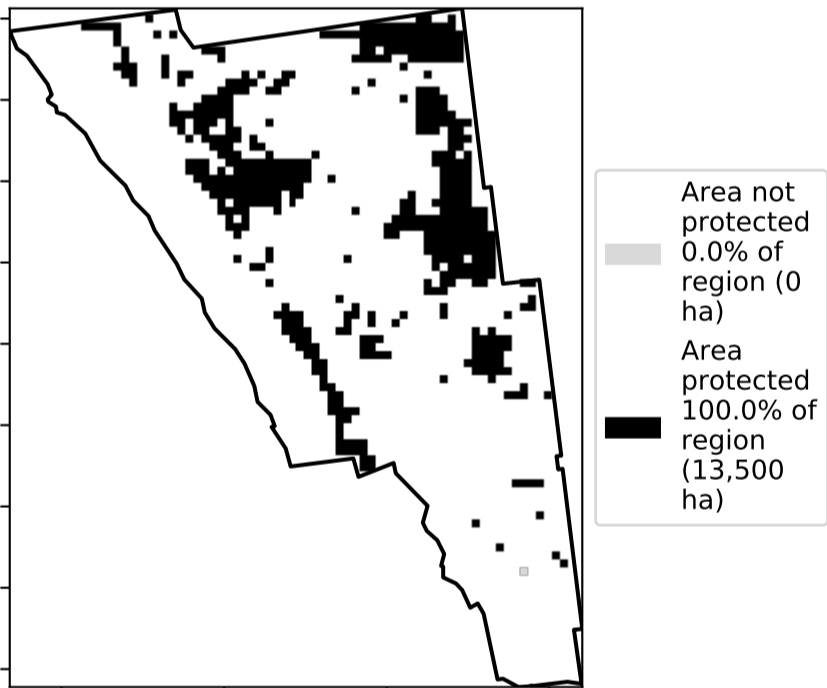 Area not
protected
0.0% of
region (0
ha)
Area
protected
100.0% of
region
(13,500
ha)